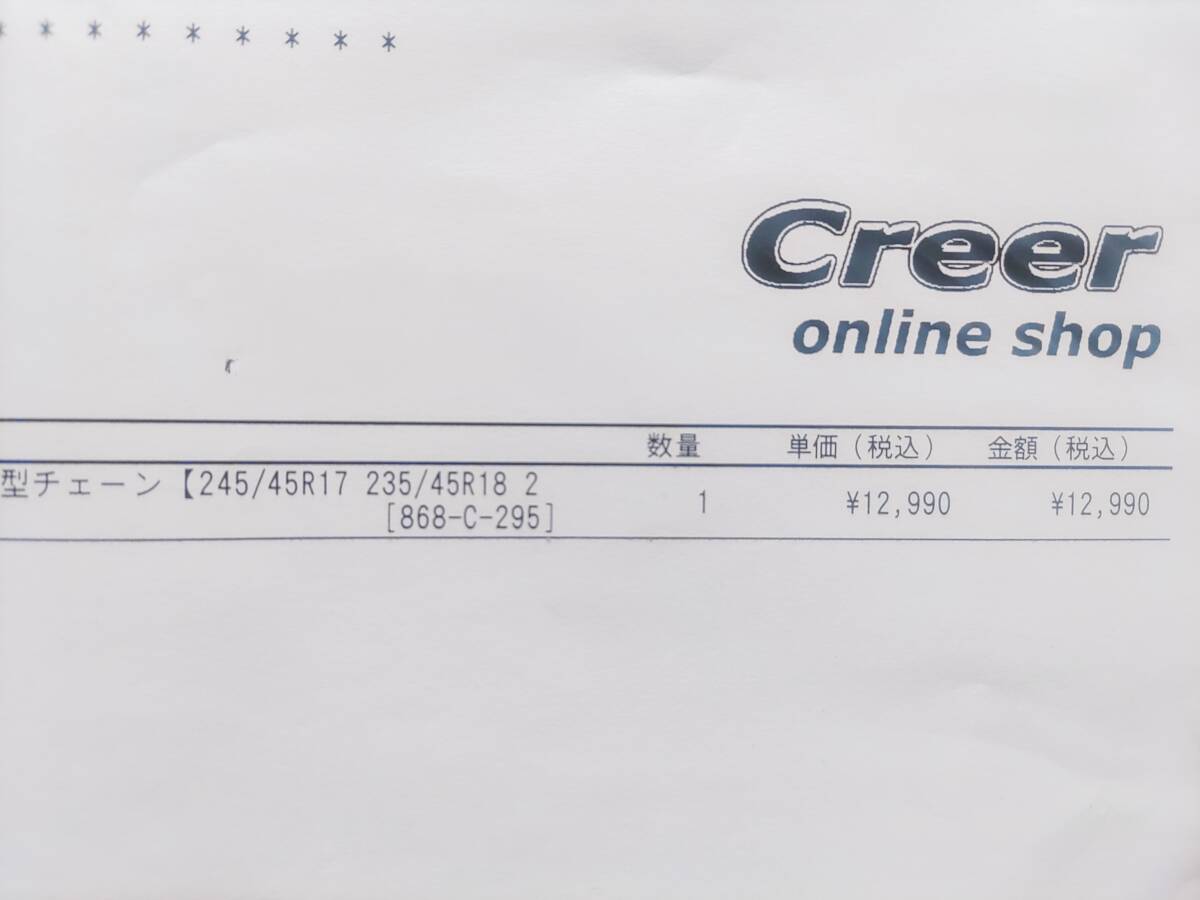 * * * * * * * * *
Creer
online shop
数量 単価（税込） 金額（税込）
型チェーン【245/45R17 235/45R18 2
[868-C-295]
1 ¥12,990 ¥12,990